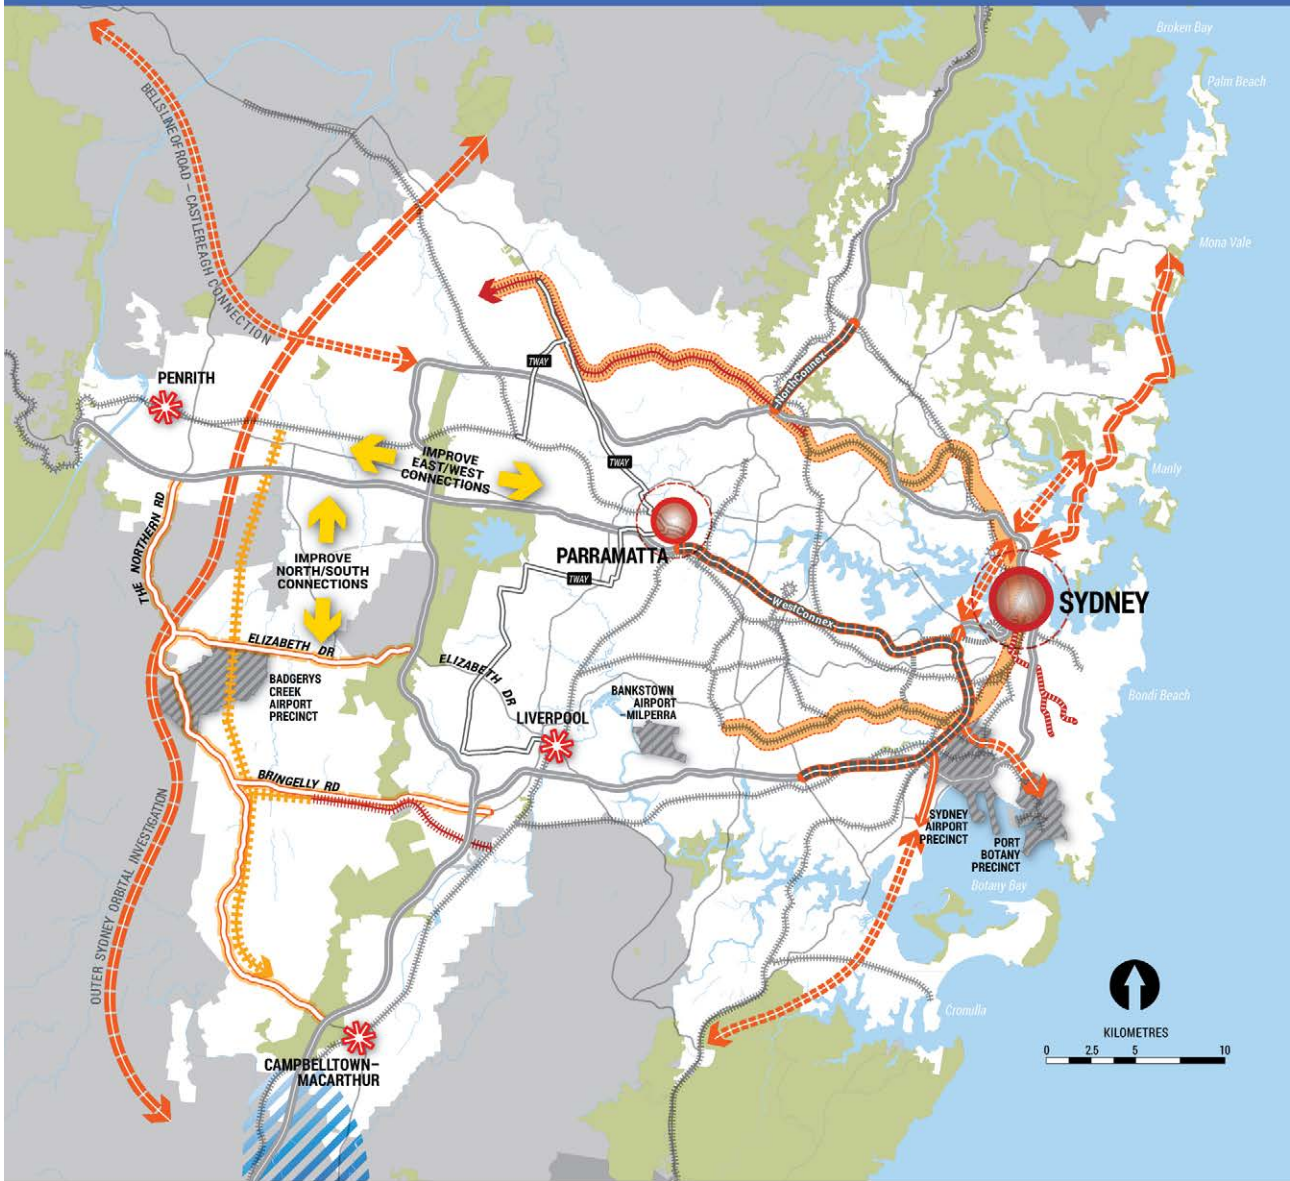 Broken Bay
Palm Beach
BELLS LINE OF ROAD – CASTLEREAGH CONNECTION
Mona Vale
TWAY
PENRITH
NorthConnex
IMPROVE
EAST/WEST
CONNECTIONS
TWAY
Manly
THE NORTHERN RD
PARRAMATTA
IMPROVE
NORTH/SOUTH
CONNECTIONS
TWAY
WestConnex
SYDNEY
ELIZABETH DR
ELIZABETH DR
BADGERYS
CREEK
AIRPORT
PRECINCT
BANKSTOWN
AIRPORT
–MILPERRA
Bondi Beach
LIVERPOOL
BRINGELLY RD
OUTER SYDNEY ORBITAL INVESTIGATION
SYDNEY
AIRPORT
PRECINCT
PORT
BOTANY
PRECINCT
Botany Bay
Cronulla
KILOMETRES
0 2.5 5 10
CAMPBELLTOWN–
MACARTHUR